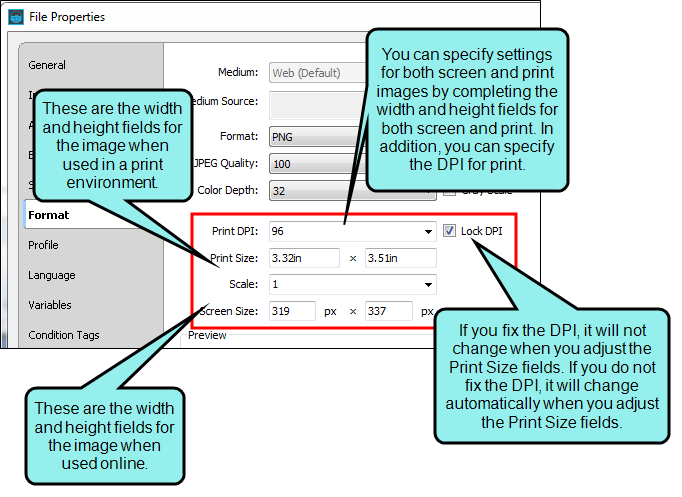 File Properties
General
In
A
E
S
Format
Profile
Language
Variables
Condition Tags
Medium: Web (Default)
edium Source:
Format: PNG
JPEG Quality: 100
Color Depth: 32
Gray Scale
Print DPI: 96
Lock DPI
Print Size: 3.32in x 3.51in
Scale: 1
Screen Size: 319 px x 337 px
Preview
These are the width
and height fields for
the image when
used in a print
environment.
You can specify settings
for both screen and print
images by completing the
width and height fields for
both screen and print. In
addition, you can specify
the DPI for print.
These are the width
and height fields for
the image when
used online.
If you fix the DPI, it will not
change when you adjust the
Print Size fields. If you do not
fix the DPI, it will change
automatically when you adjust
the Print Size fields.